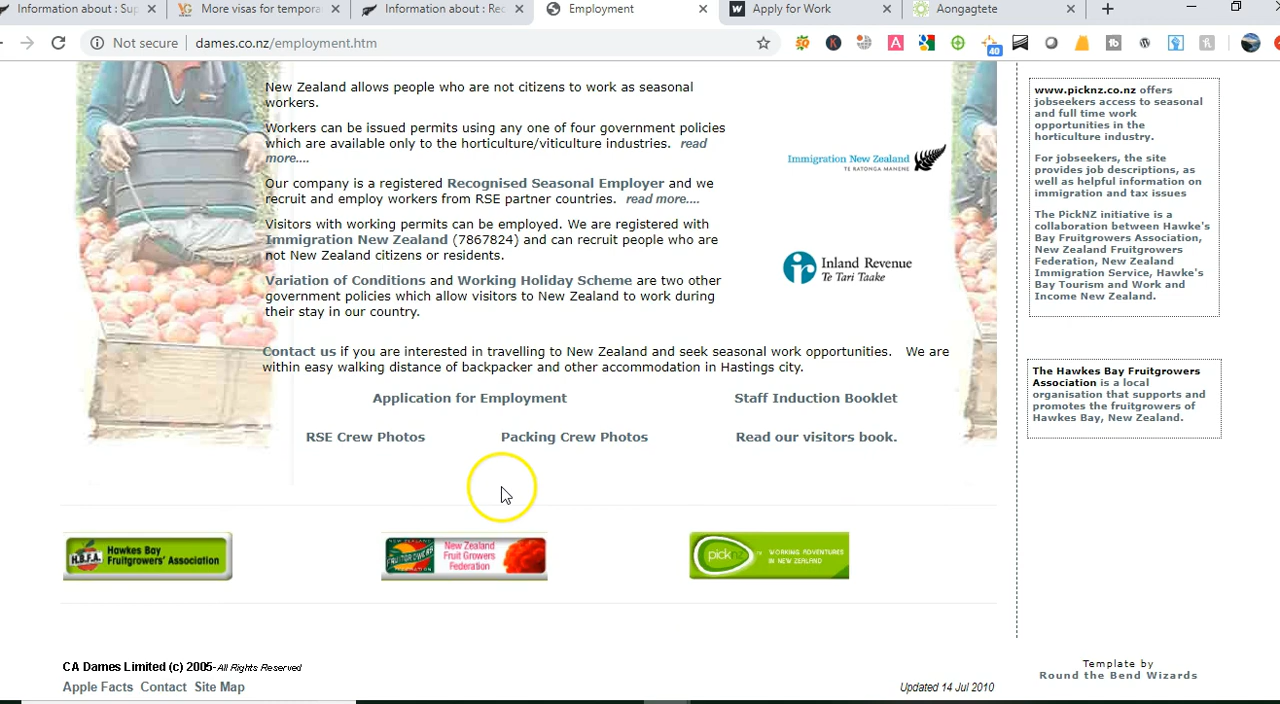 Information about : Sup
More visas for tempora
Information about : Rec
Employment
Apply for Work
Aongagtete
Not secure
dames.co.nz/employment.htm
40
New Zealand allows people who are not citizens to work as seasonal
workers.
Workers can be issued permits using any one of four government policies
which are available only to the horticulture/viticulture industries. read
more....
Our company is a registered Recognised Seasonal Employer and we
recruit and employ workers from RSE partner countries. read more....
Visitors with working permits can be employed. We are registered with
Immigration New Zealand (7867824) and can recruit people who are
not New Zealand citizens or residents.
Variation of Conditions and Working Holiday Scheme are two other
government policies which allow visitors to New Zealand to work during
their stay in our country.
Immigration New Zealand
TE RATONGA MANENE
Inland Revenue
Te Tari Taake
Contact us if you are interested in travelling to New Zealand and seek seasonal work opportunities. We are
within easy walking distance of backpacker and other accommodation in Hastings city.
Application for Employment
Staff Induction Booklet
RSE Crew Photos
Packing Crew Photos
Read our visitors book.
www.picknz.co.nz offers
jobseekers access to seasonal
and full time work
opportunities in the
horticulture industry.
For jobseekers, the site
provides job descriptions, as
well as helpful information on
immigration and tax issues
The PickNZ initiative is a
collaboration between Hawke's
Bay Fruitgrowers Association,
New Zealand Fruitgrowers
Federation, New Zealand
Immigration Service, Hawke's
Bay Tourism and Work and
Income New Zealand.
The Hawkes Bay Fruitgrowers
Association is a local
organisation that supports and
promotes the fruitgrowers of
Hawkes Bay, New Zealand.
H.B.F.A.
Hawkes Bay
Fruitgrowers' Association
NEW ZEALAND
FRUITGROWERS
New Zealand
Fruit Growers
Federation
picknz
WORKING ADVENTURES
IN NEW ZEALAND
CA Dames Limited (c) 2005-All Rights Reserved
Apple Facts Contact Site Map
Updated 14 Jul 2010
Template by
Round the Bend Wizards